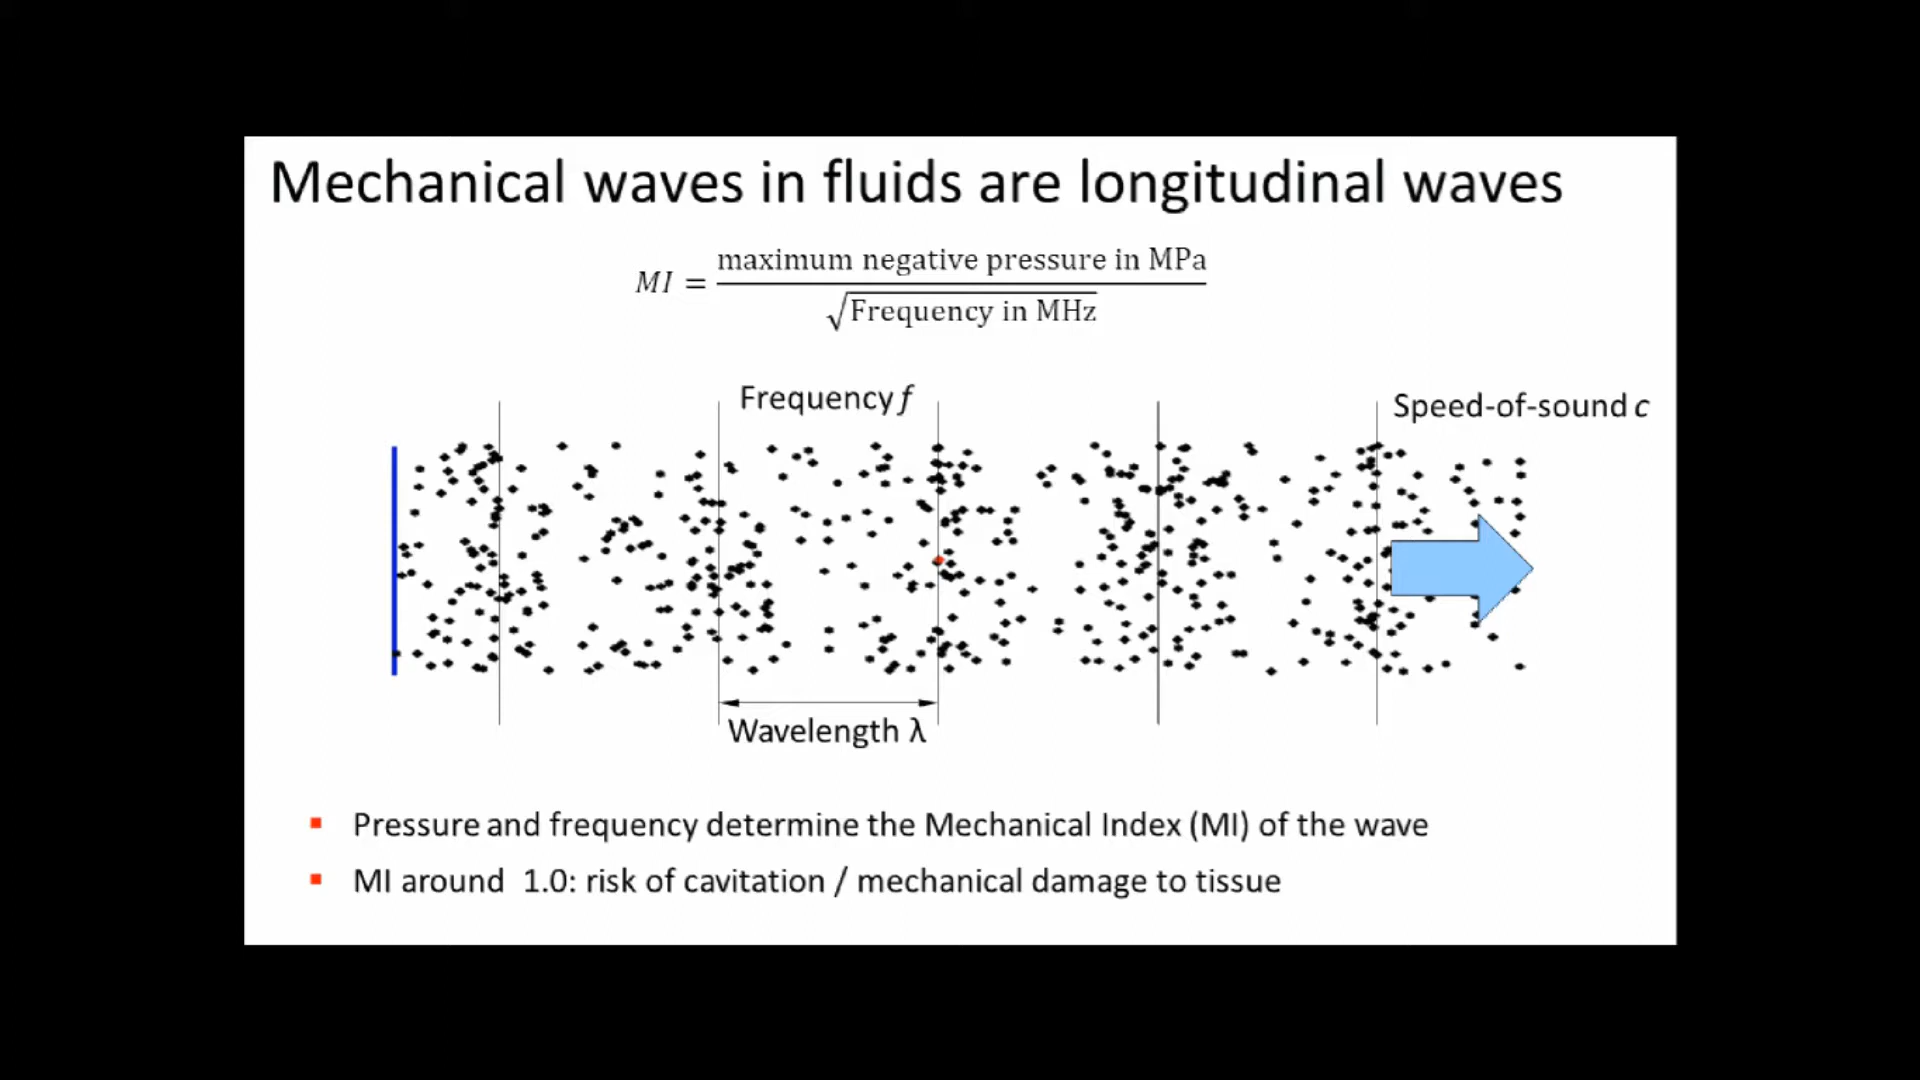 Mechanical waves in fluids are longitudinal waves
MI = maximum negative pressure in MPa / √Frequency in MHz
Frequency f
Speed-of-sound c
Wavelength λ
▪ Pressure and frequency determine the Mechanical Index (MI) of the wave
▪ MI around 1.0: risk of cavitation / mechanical damage to tissue